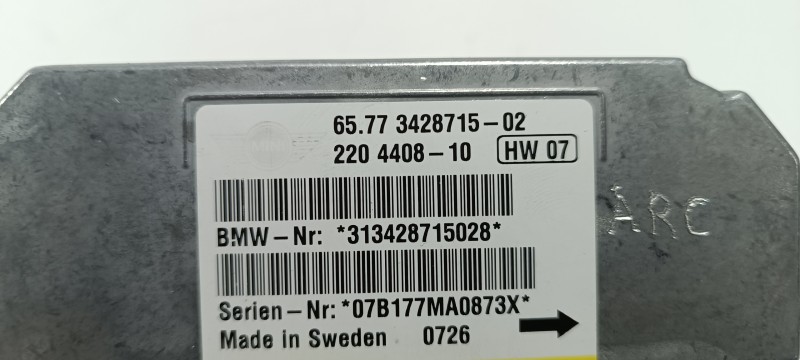 65.77 3428715-02
220 4408-10 HW 07
BMW-Nr: *313428715028*
ARC
Serien-Nr: *07B177MA0873X*
Made in Sweden 0726